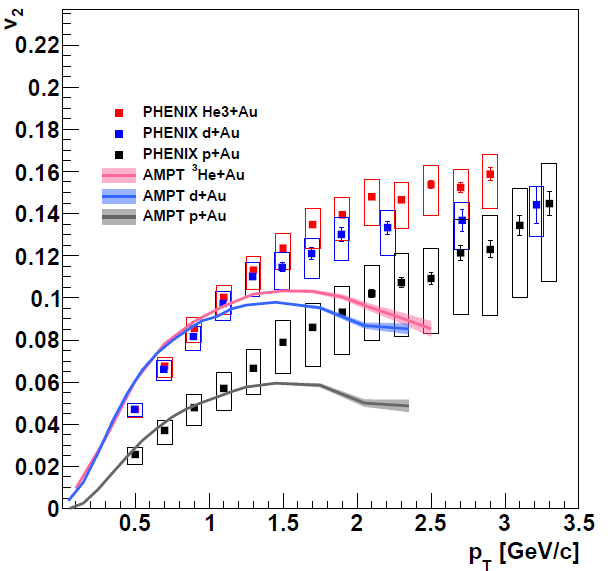 v2
0.22
0.2
0.18
0.16
0.14
0.12
0.1
0.08
0.06
0.04
0.02
0
PHENIX He3+Au
PHENIX d+Au
PHENIX p+Au
AMPT ³He+Au
AMPT d+Au
AMPT p+Au
0.5 1 1.5 2 2.5 3 3.5
pT [GeV/c]